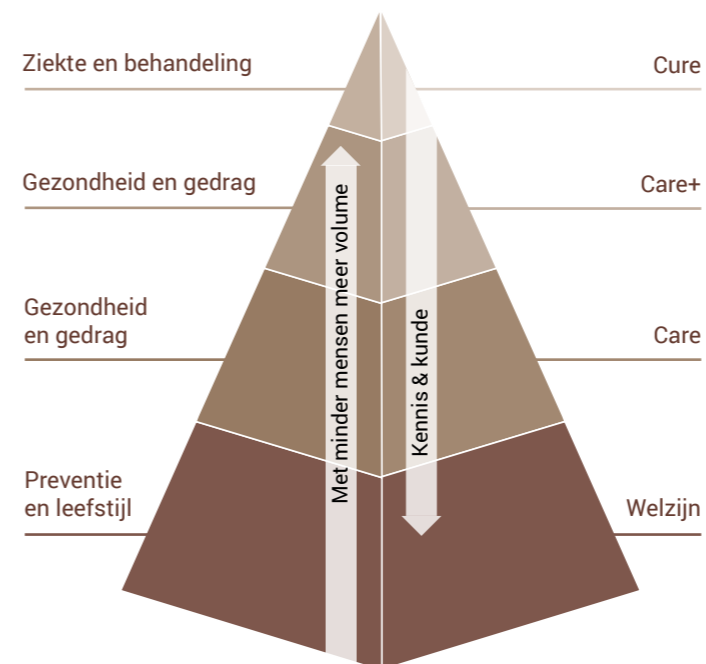 Ziekte en behandeling
Cure
Gezondheid en gedrag
Care+
Gezondheid
en gedrag
Care
Preventie
en leefstijl
Welzijn
Met minder mensen meer volume
Kennis & kunde